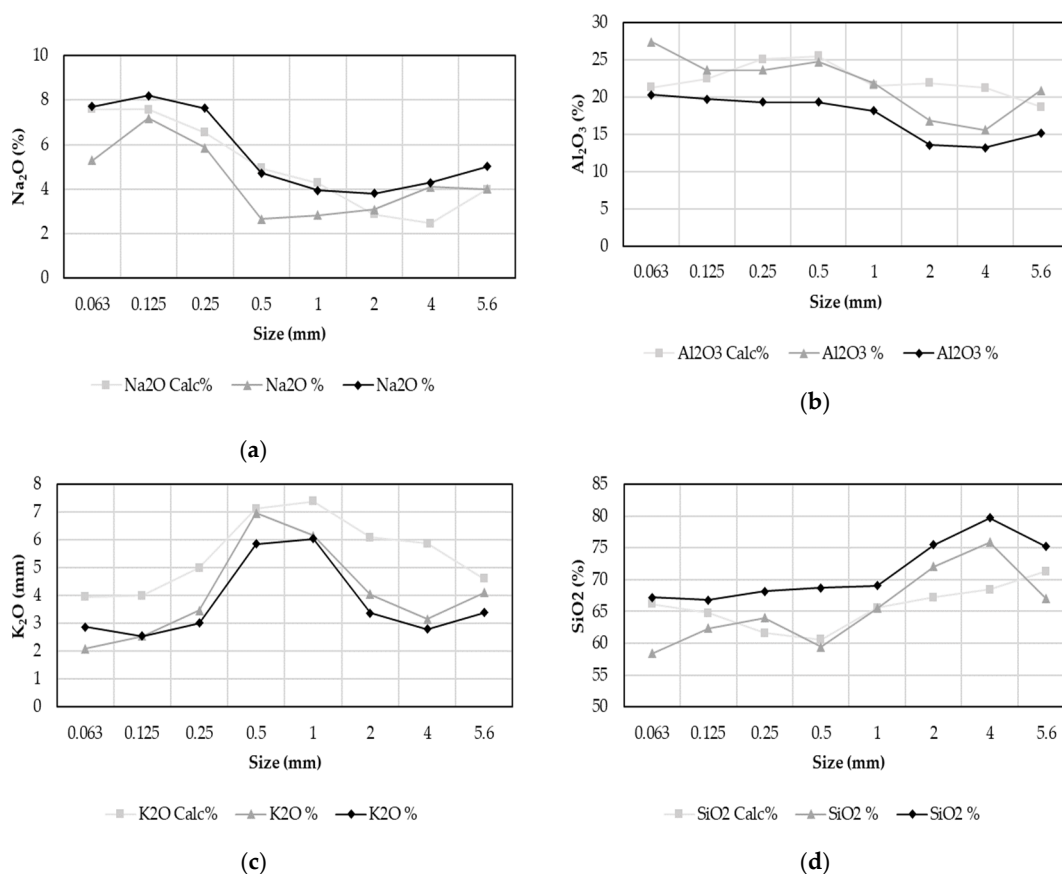 10
8
6
4
2
0
Na₂O (%)
0.063 0.125 0.25 0.5 1 2 4 5.6
Size (mm)
Na2O Calc% Na2O % Na2O %
(a)
30
25
20
15
10
5
0
Al₂O₃ (%)
0.063 0.125 0.25 0.5 1 2 4 5.6
Size (mm)
Al2O3 Calc% Al2O3 % Al2O3 %
(b)
8
7
6
5
4
3
2
1
0
K₂O (mm)
0.063 0.125 0.25 0.5 1 2 4 5.6
Size (mm)
K2O Calc% K2O % K2O %
(c)
85
80
75
70
65
60
55
50
SiO2 (%)
0.063 0.125 0.25 0.5 1 2 4 5.6
Size (mm)
SiO2 Calc% SiO2 % SiO2 %
(d)